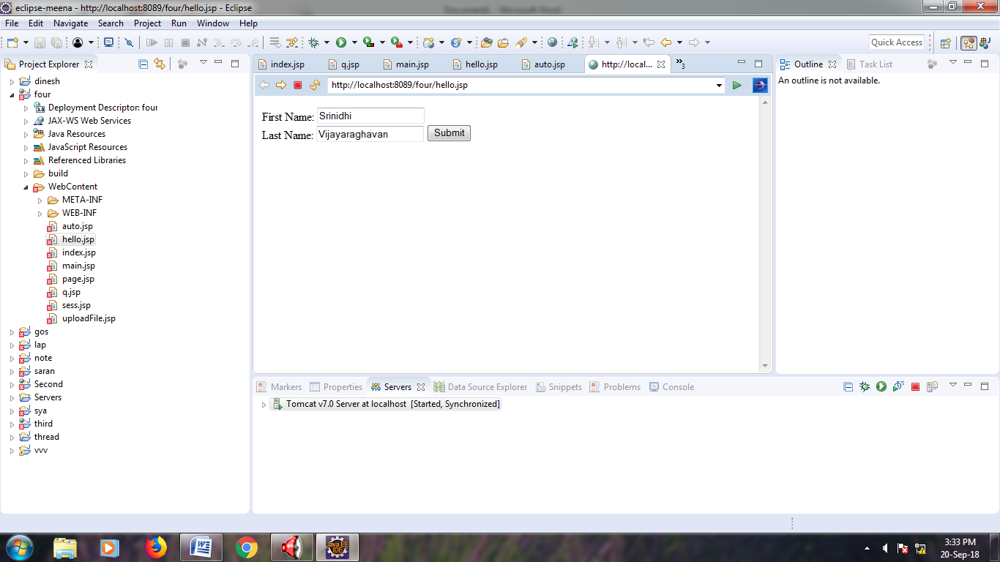 eclipse-meena - http://localhost:8089/four/hello.jsp - Eclipse
File Edit Navigate Search Project Run Window Help
Quick Access
Project Explorer
dinesh
four
3.0 Deployment Descriptor: four
JAX-WS Web Services
Java Resources
JavaScript Resources
Referenced Libraries
build
WebContent
META-INF
WEB-INF
auto.jsp
hello.jsp
index.jsp
main.jsp
page.jsp
q.jsp
sess.jsp
uploadFile.jsp
gos
lap
note
saran
Second
Servers
sya
third
thread
vvv
index.jsp q.jsp main.jsp hello.jsp auto.jsp http://local... »3
http://localhost:8089/four/hello.jsp
First Name: Srinidhi
Last Name: Vijayaraghavan Submit
Outline Task List
An outline is not available.
Markers Properties Servers Data Source Explorer Snippets Problems Console
Tomcat v7.0 Server at localhost [Started, Synchronized]
Java EE
IDE
3:33 PM
20-Sep-18